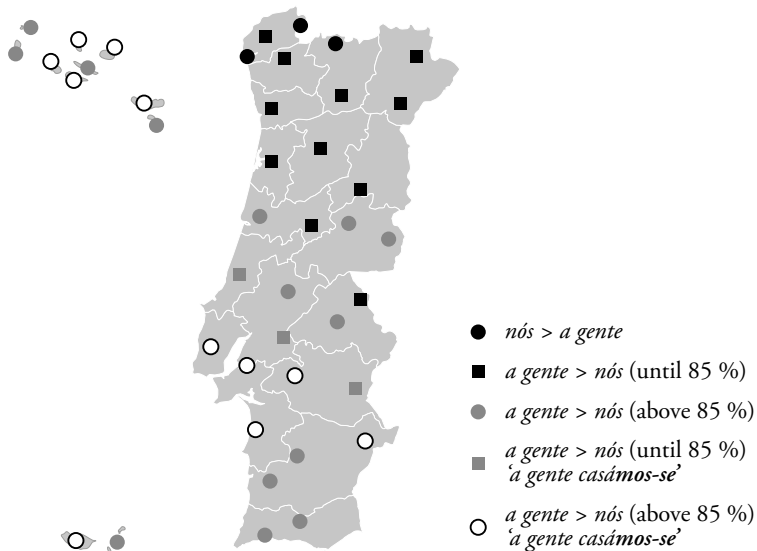 nós > a gente
a gente > nós (until 85 %)
a gente > nós (above 85 %)
a gente > nós (until 85%)
‘a gente casámos-se’
a gente > nós (above 85 %)
‘a gente casámos-se’